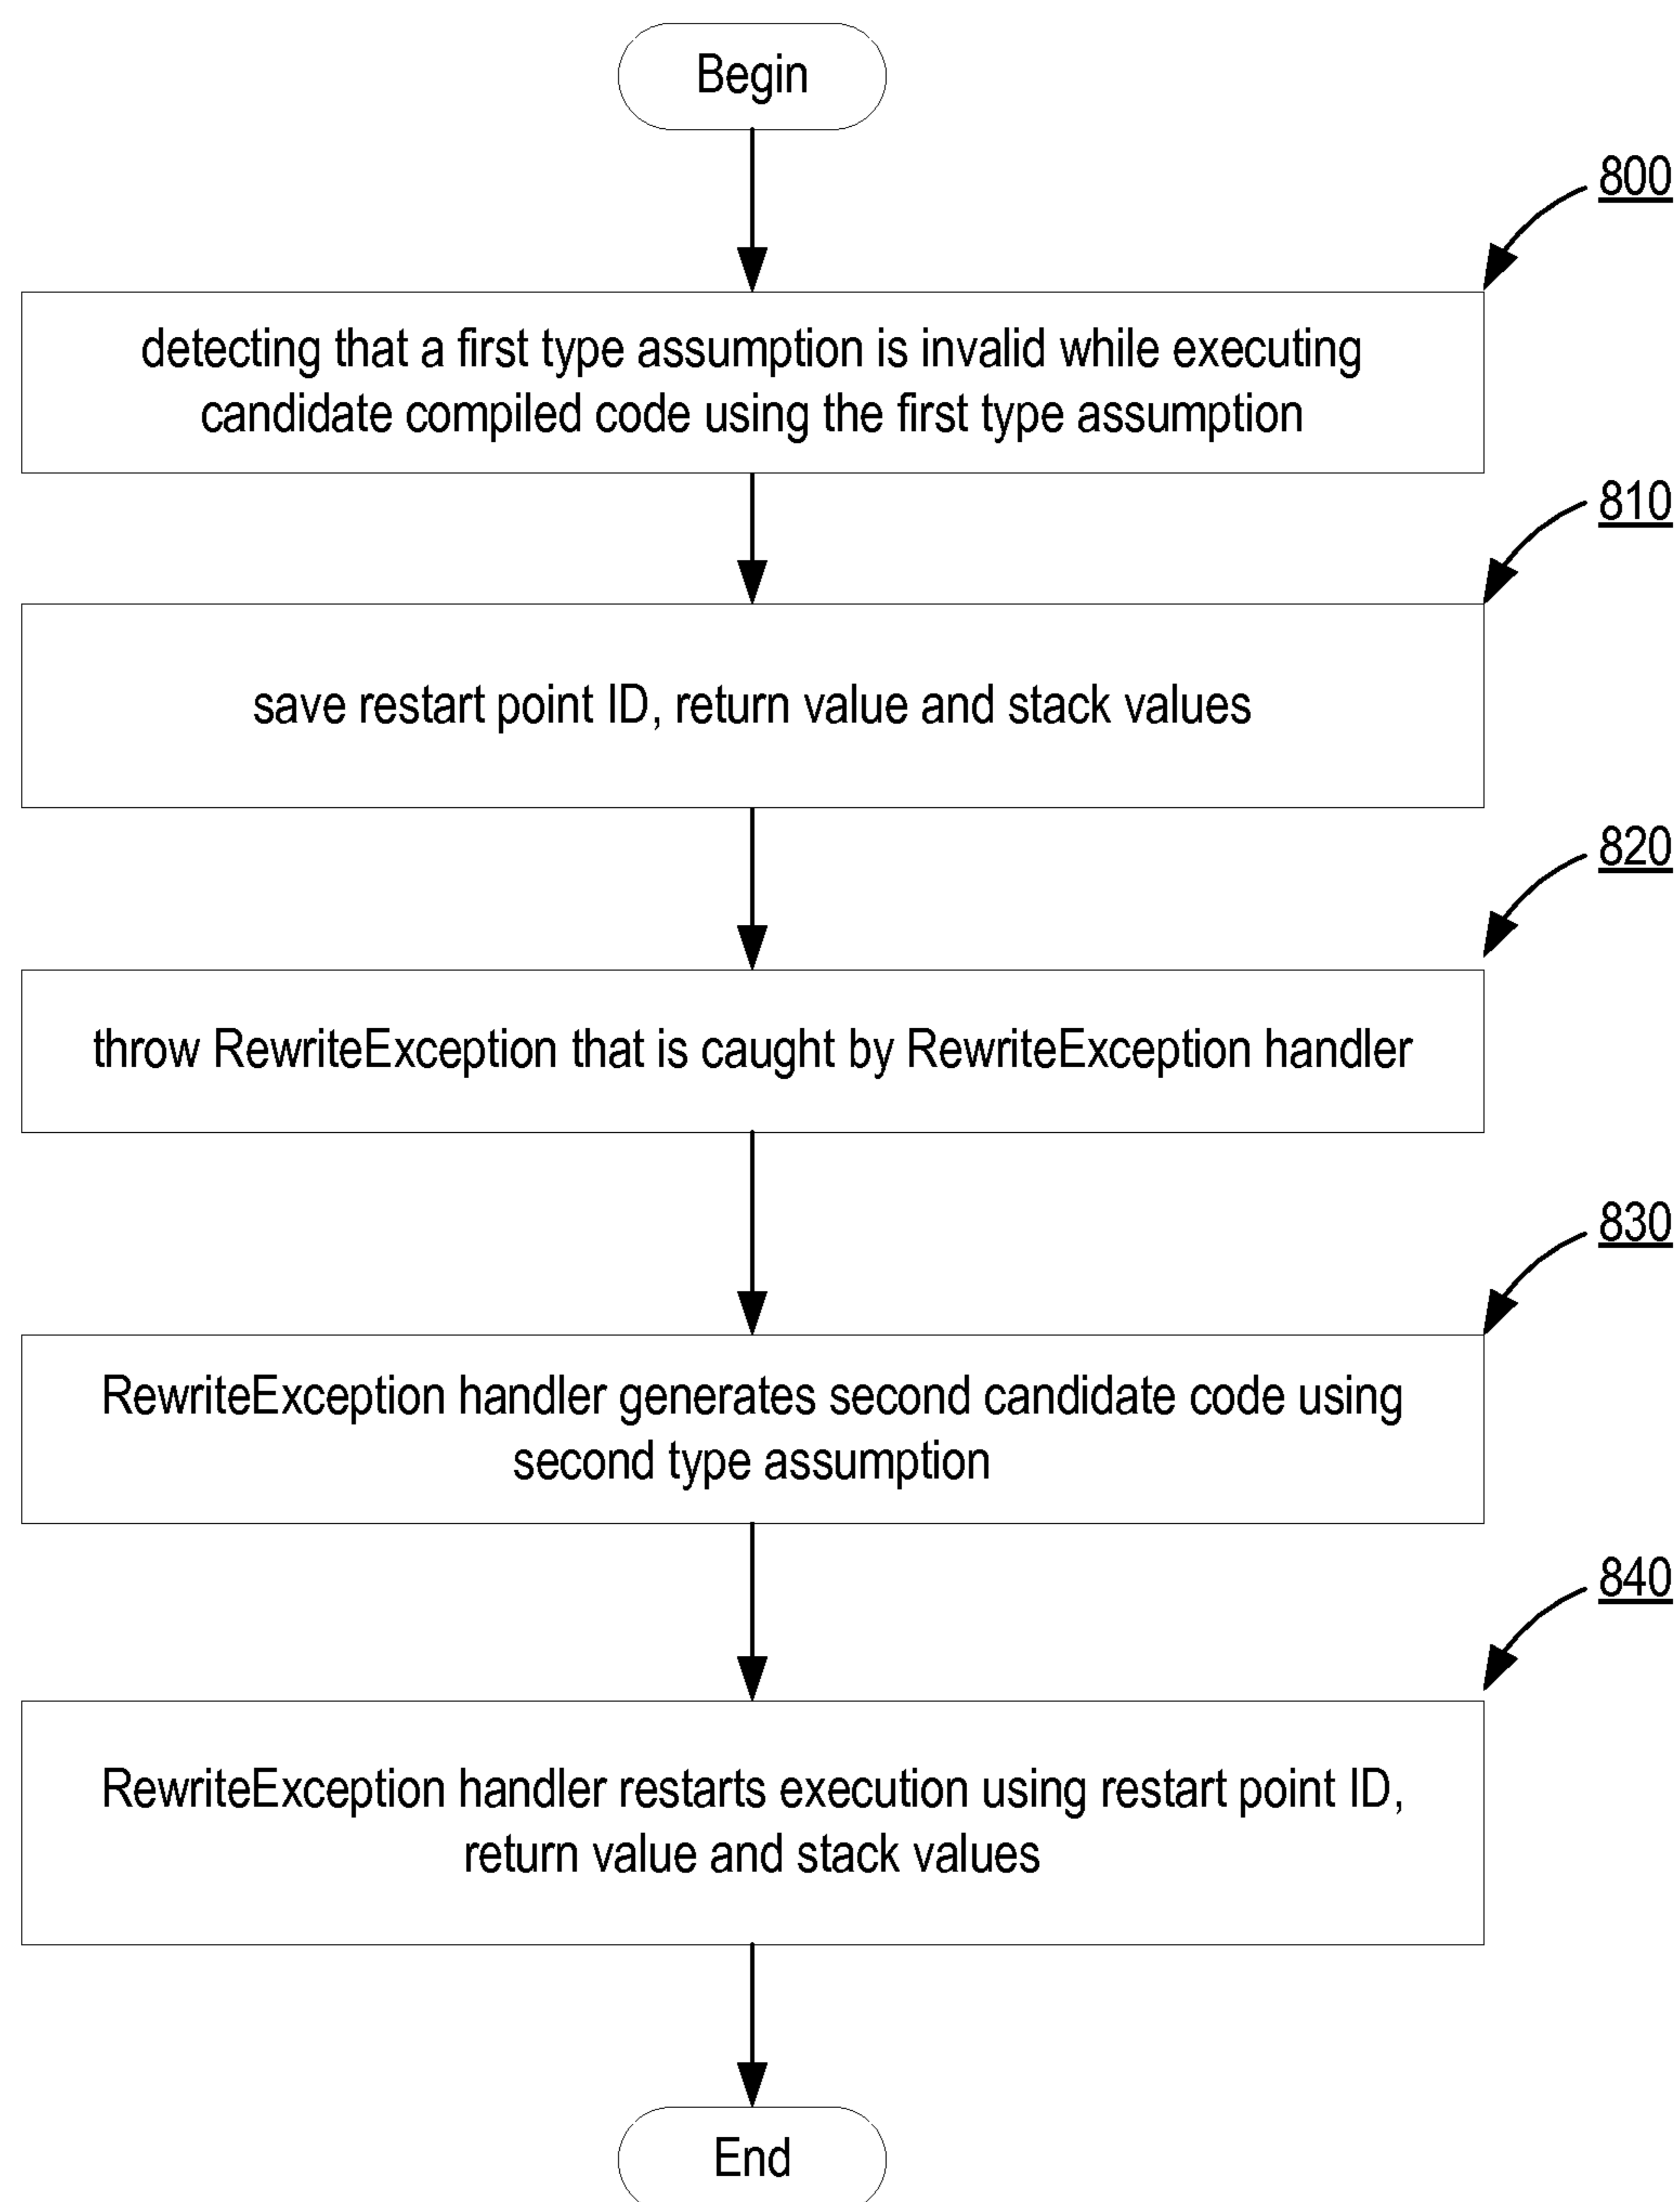 Begin
800
detecting that a first type assumption is invalid while executing
candidate compiled code using the first type assumption
810
save restart point ID, return value and stack values
820
throw RewriteException that is caught by RewriteException handler
830
RewriteException handler generates second candidate code using
second type assumption
840
RewriteException handler restarts execution using restart point ID,
return value and stack values
End